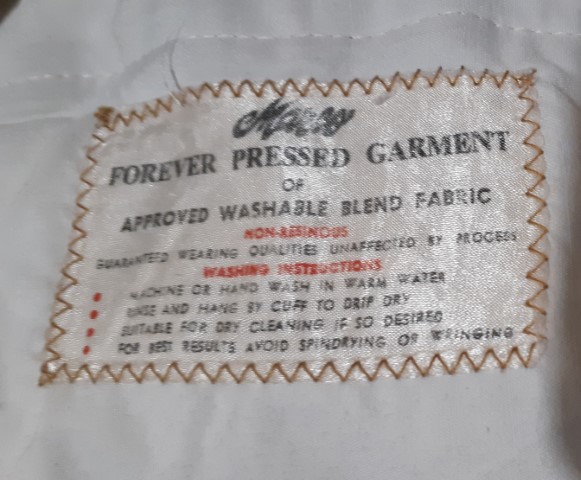 FOREVER PRESSED GARMENT
OF
APPROVED WASHABLE BLEND FABRIC
NON-RESINOUS
GUARANTEED WEARING QUALITIES UNAFFECTED BY PROCESS
WASHING INSTRUCTIONS
MACHINE OR HAND WASH IN WARM WATER
RINSE AND HANG BY CUFF TO DRIP DRY
SUITABLE FOR DRY CLEANING IF SO DESIRED
FOR BEST RESULTS AVOID SPINDRYING OR WRINGING